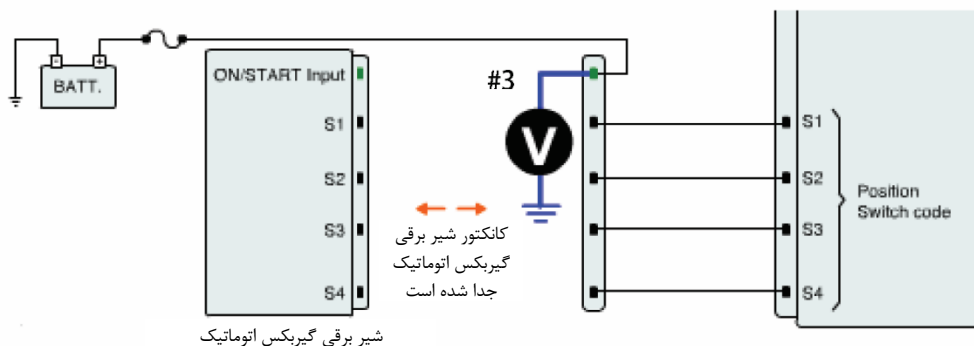 - +
BATT.
ON/START Input
S1
S2
S3
S4
#3
V
کانکتور شیر برقی
گیربکس اتوماتیک
جدا شده است
S1
S2
S3
S4
Position
Switch code
شیر برقی گیربکس اتوماتیک